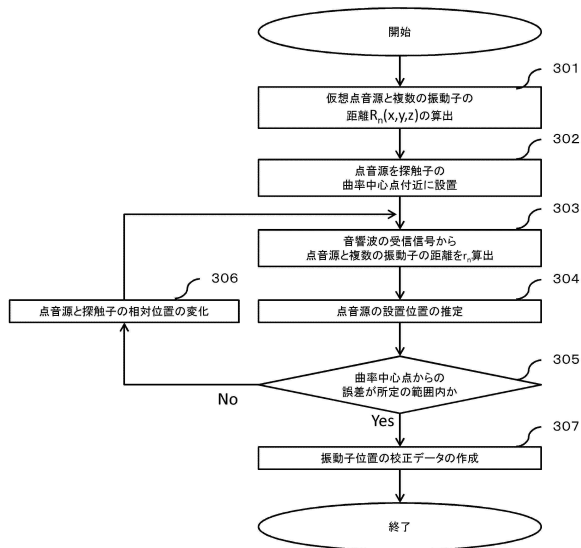 開始
301
仮想点音源と複数の振動子の
距離Rn(x,y,z)の算出
302
点音源を探触子の
曲率中心点付近に設置
303
音響波の受信信号から
点音源と複数の振動子の距離をrn算出
304
点音源の設置位置の推定
306
点音源と探触子の相対位置の変化
305
曲率中心点からの
誤差が所定の範囲内か
No
Yes
307
振動子位置の校正データの作成
終了